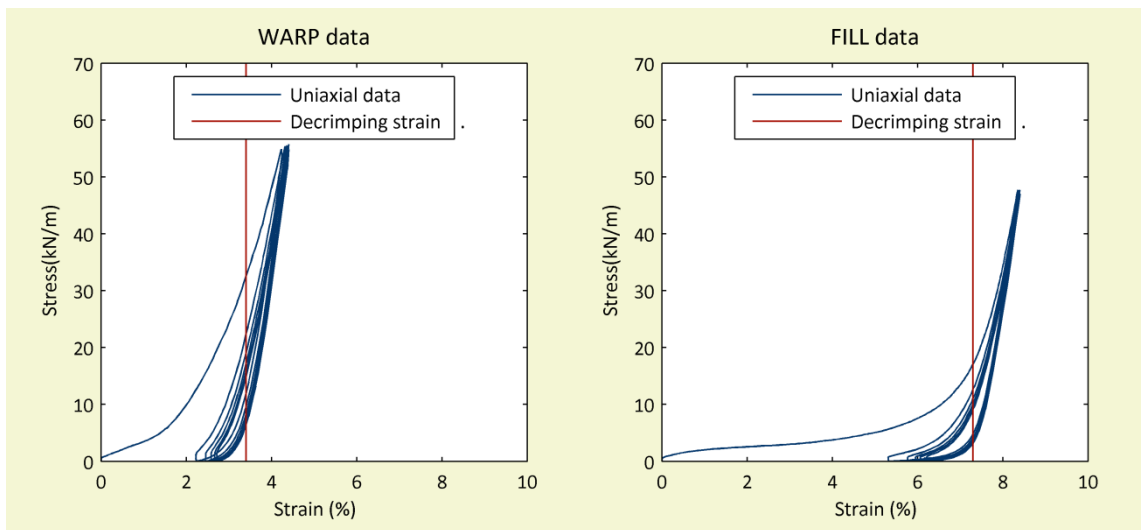 WARP data
70
60
50
40
30
20
10
0
Stress(kN/m)
Uniaxial data
Decrimping strain .
0 2 4 6 8 10
Strain (%)
FILL data
70
60
50
40
30
20
10
0
Stress(kN/m)
Uniaxial data
Decrimping strain .
0 2 4 6 8 10
Strain (%)